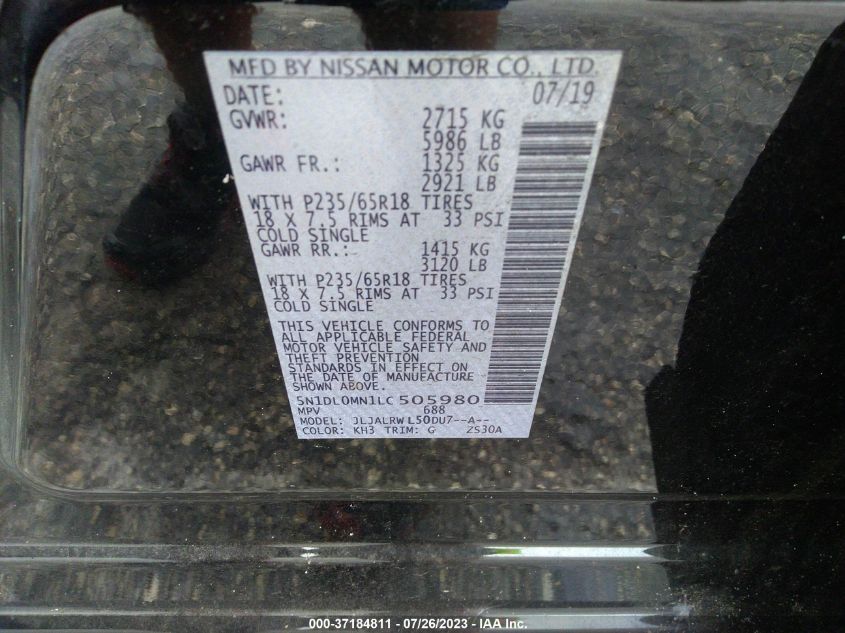 MFD BY NISSAN MOTOR CO., LTD.
DATE: 07/19
GVWR: 2715 KG
5986 LB
GAWR FR.: 1325 KG
2921 LB
WITH P235/65R18 TIRES
18 X 7.5 RIMS AT 33 PSI
COLD SINGLE
GAWR RR.: 1415 KG
3120 LB
WITH P235/65R18 TIRES
18 X 7.5 RIMS AT 33 PSI
COLD SINGLE
THIS VEHICLE CONFORMS TO
ALL APPLICABLE FEDERAL
MOTOR VEHICLE SAFETY AND
THEFT PREVENTION
STANDARDS IN EFFECT ON
THE DATE OF MANUFACTURE
SHOWN ABOVE.
5N1DL0MN1LC505980
MPV 688
MODEL: JLJALRWL50DU7--A--
COLOR: KH3 TRIM: G 2S30A
000-37184811 - 07/26/2023 - IAA Inc.